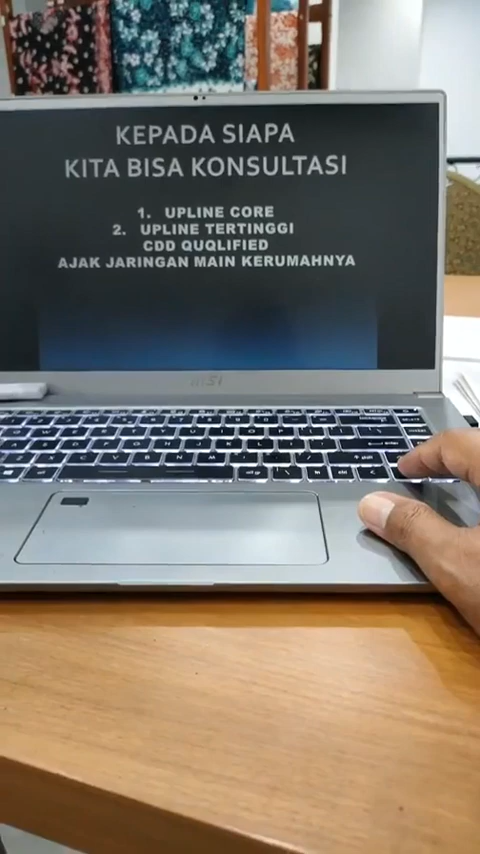 KEPADA SIAPA
KITA BISA KONSULTASI
1. UPLINE CORE
2. UPLINE TERTINGGI
CDD QUQLIFIED
AJAK JARINGAN MAIN KERUMAHNYA
msi